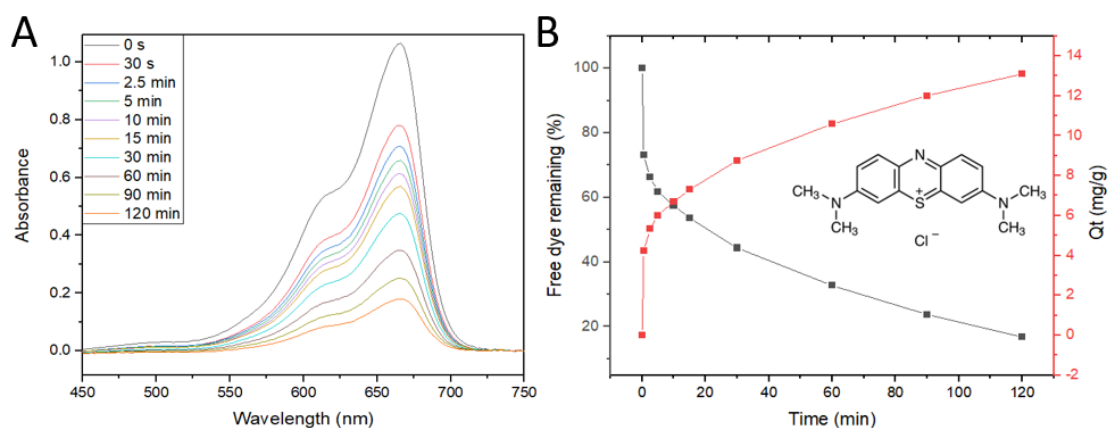 A
0 s
30 s
2.5 min
5 min
10 min
15 min
30 min
60 min
90 min
120 min
1.0
0.8
0.6
0.4
0.2
0.0
Absorbance
450 500 550 600 650 700 750
Wavelength (nm)
B
100
80
60
40
20
Free dye remaining (%)
N
H₃C N S + N CH₃
CH₃ CH₃
Cl −
14
12
10
8
6
4
2
0
-2
Qt (mg/g)
0 20 40 60 80 100 120
Time (min)